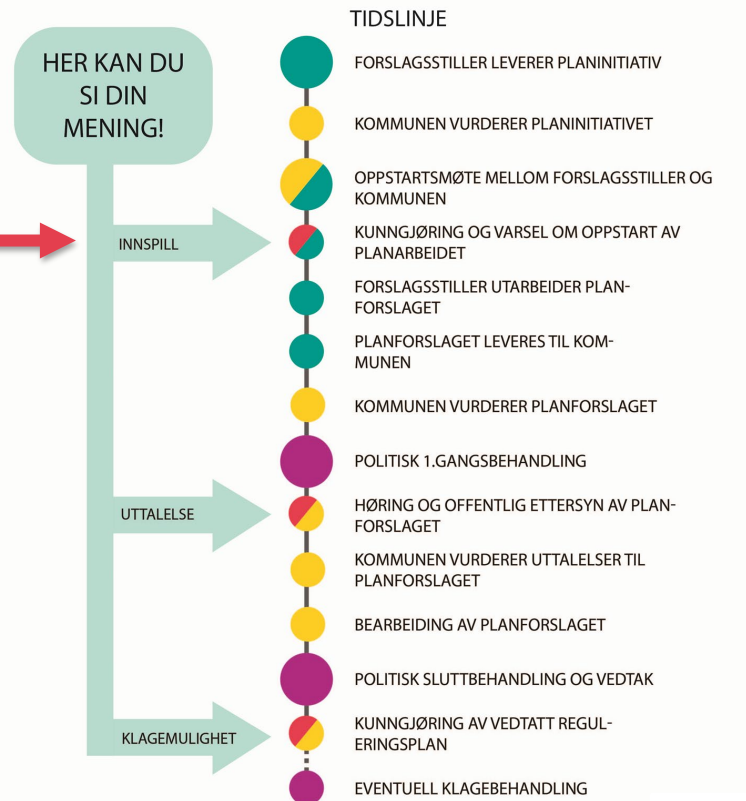 TIDSLINJE
HER KAN DU
SI DIN
MENING!
FORSLAGSSTILLER LEVERER PLANINITIATIV
KOMMUNEN VURDERER PLANINITIATIVET
OPPSTARTSMØTE MELLOM FORSLAGSSTILLER OG
KOMMUNEN
INNSPILL
KUNNGJØRING OG VARSEL OM OPPSTART AV
PLANARBEIDET
FORSLAGSSTILLER UTARBEIDER PLAN-
FORSLAGET
PLANFORSLAGET LEVERES TIL KOM-
MUNEN
KOMMUNEN VURDERER PLANFORSLAGET
POLITISK 1.GANGSBEHANDLING
UTTALELSE
HØRING OG OFFENTLIG ETTERSYN AV PLAN-
FORSLAGET
KOMMUNEN VURDERER UTTALELSER TIL
PLANFORSLAGET
BEARBEIDING AV PLANFORSLAGET
POLITISK SLUTTBEHANDLING OG VEDTAK
KLAGEMULIGHET
KUNNGJØRING AV VEDTATT REGUL-
ERINGSPLAN
EVENTUELL KLAGEBEHANDLING